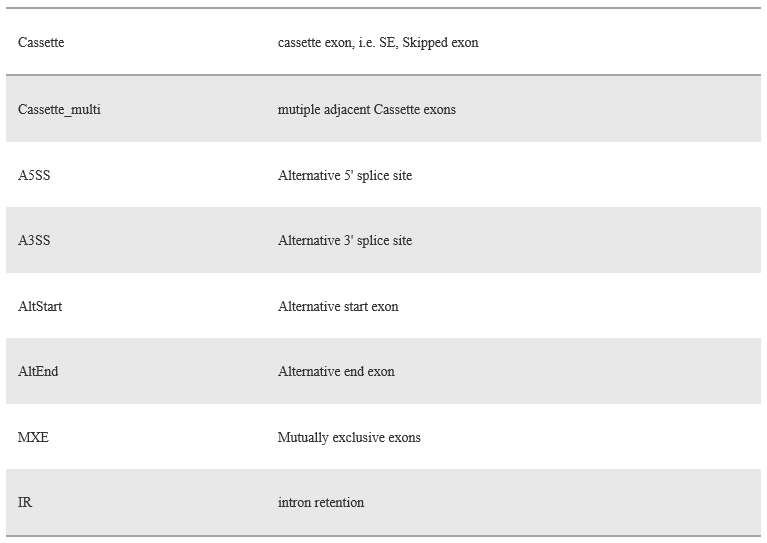 Cassette cassette exon, i.e. SE, Skipped exon
Cassette_multi mutiple adjacent Cassette exons
A5SS Alternative 5' splice site
A3SS Alternative 3' splice site
AltStart Alternative start exon
AltEnd Alternative end exon
MXE Mutually exclusive exons
IR intron retention